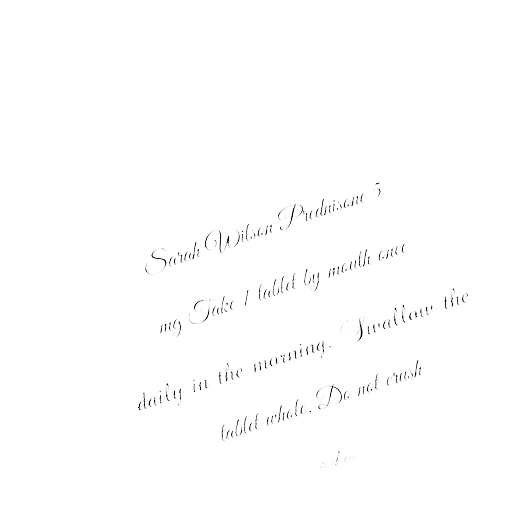 Sarah Wilson Prednisone 5
mg Take 1 tablet by mouth once
daily in the morning. Swallow the
tablet whole. Do not crush